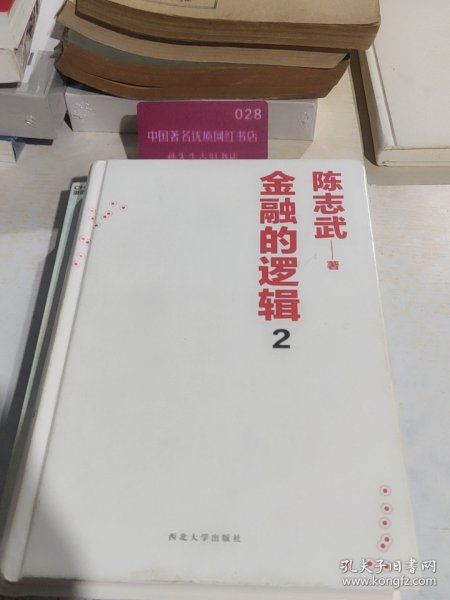 028
中国著名优质网红书店
陈志武
著
金融的逻辑
2
西北大学出版社
孔夫子旧书网
www.kongfz.com